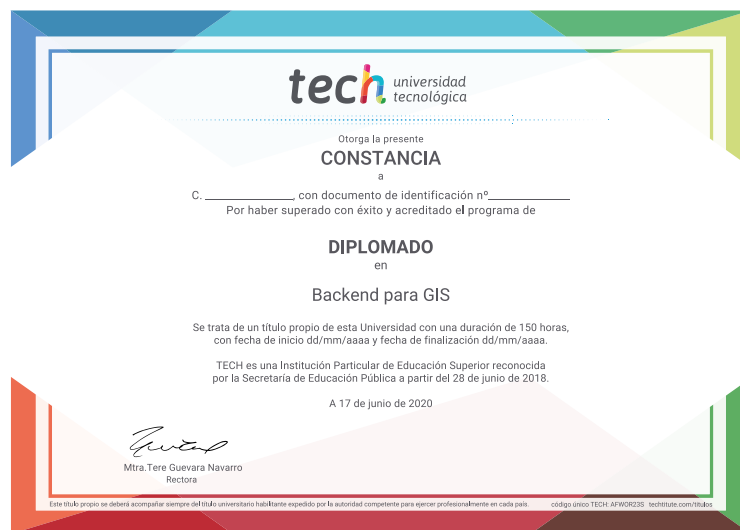 tech universidad
tecnológica
Otorga la presente
CONSTANCIA
a
C. ____________, con documento de identificación nº____________
Por haber superado con éxito y acreditado el programa de
DIPLOMADO
en
Backend para GIS
Se trata de un título propio de esta Universidad con una duración de 150 horas,
con fecha de inicio dd/mm/aaaa y fecha de finalización dd/mm/aaaa.
TECH es una Institución Particular de Educación Superior reconocida
por la Secretaría de Educación Pública a partir del 28 de junio de 2018.
A 17 de junio de 2020
Mtra.Tere Guevara Navarro
Rectora
Este título propio se deberá acompañar siempre del título universitario habilitante expedido por la autoridad competente para ejercer profesionalmente en cada país. código único TECH: AFWOR23S techtitute.com/titulos